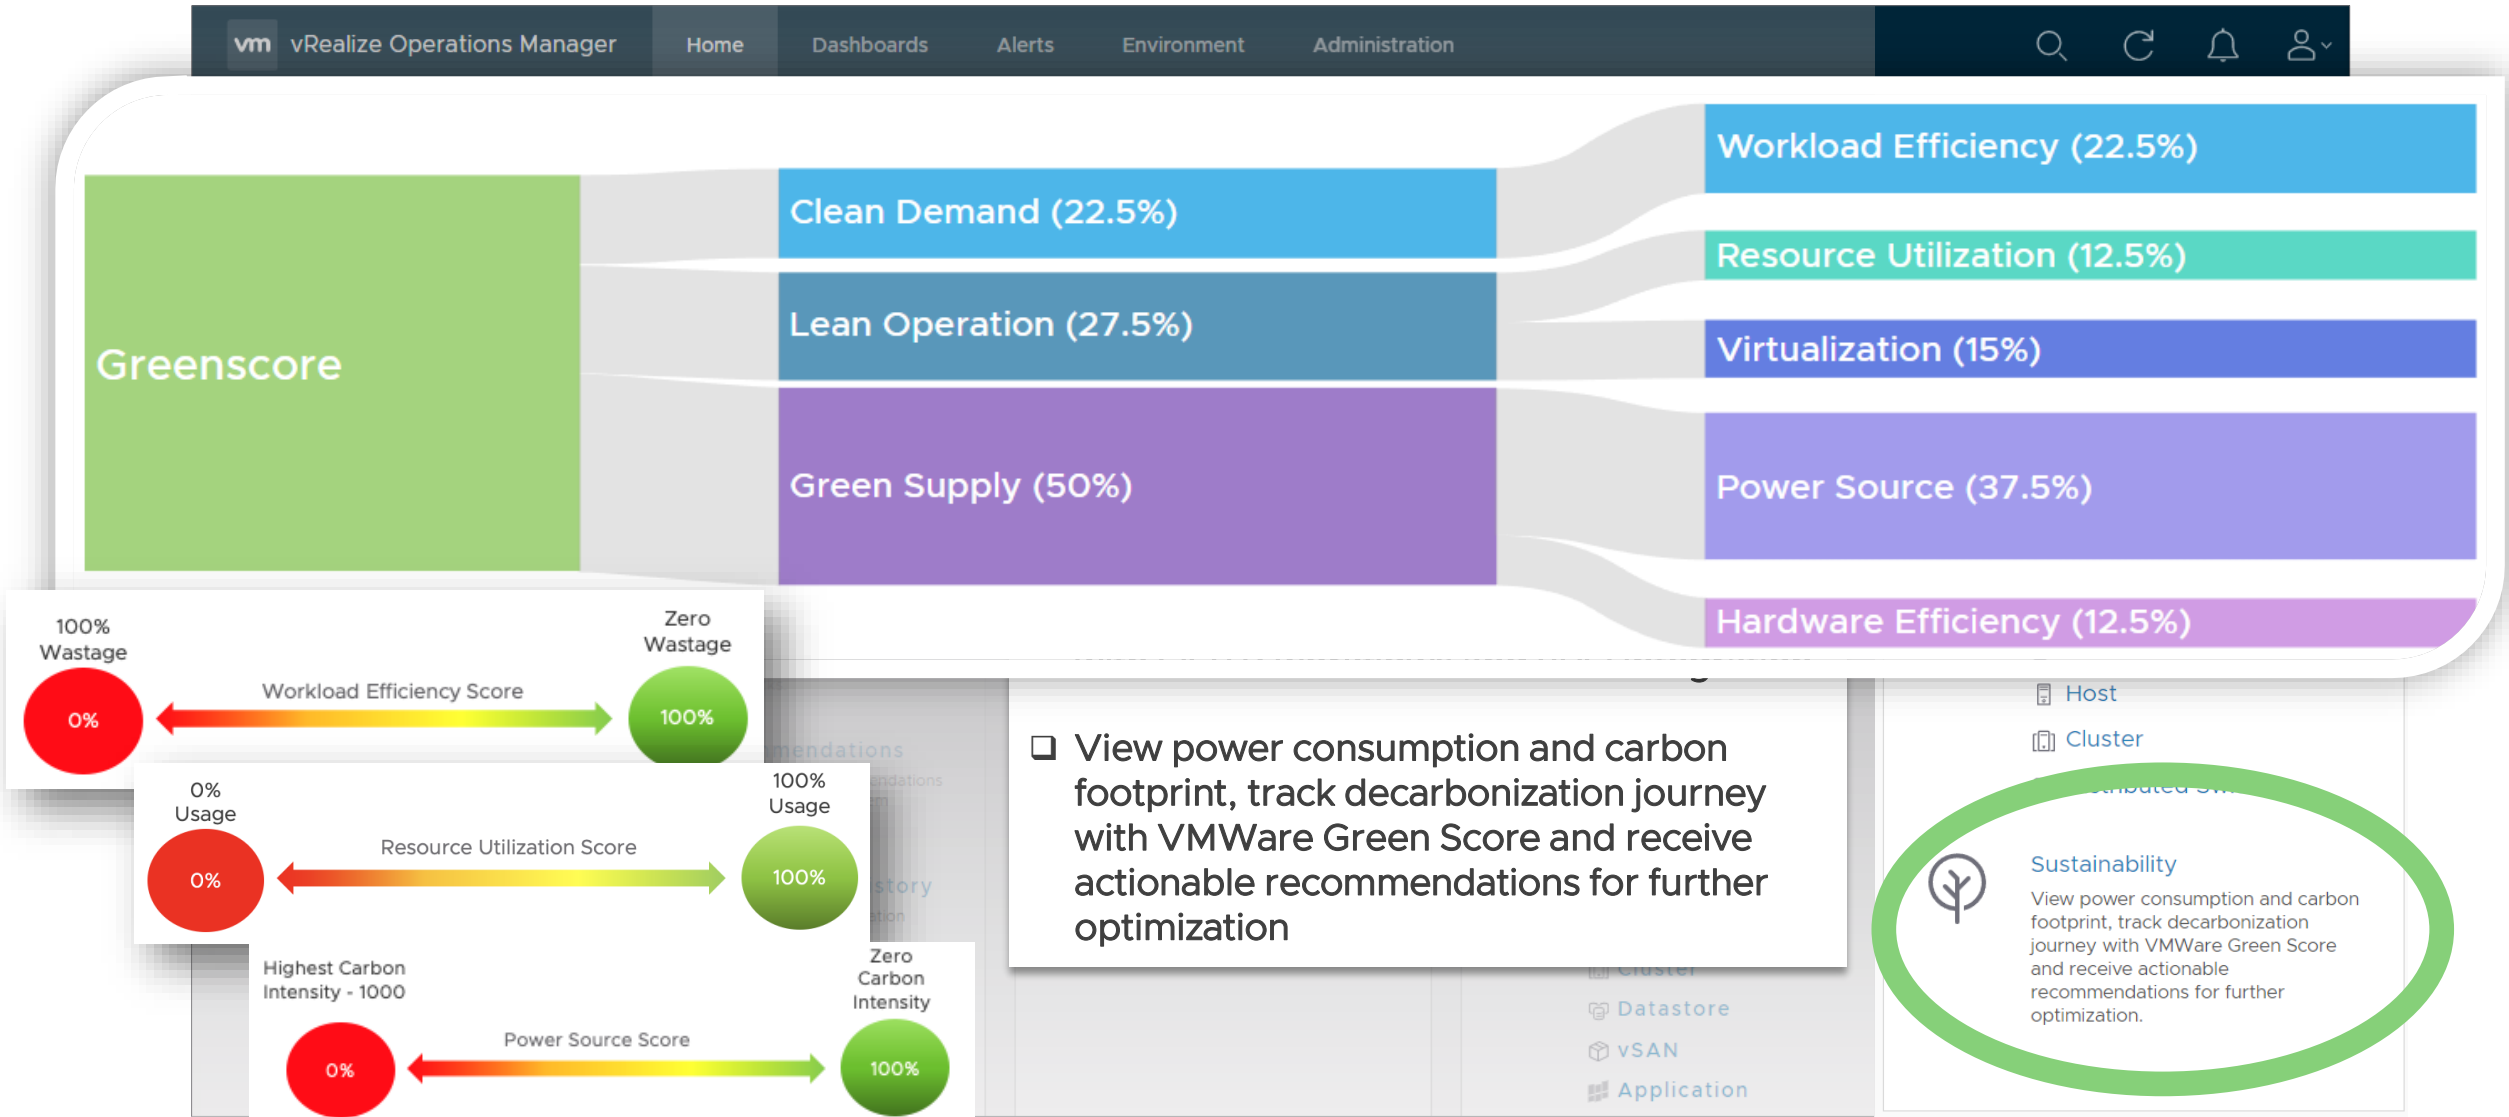 vm vRealize Operations Manager Home Dashboards Alerts Environment Administration
Greenscore
Clean Demand (22.5%)
Lean Operation (27.5%)
Green Supply (50%)
Workload Efficiency (22.5%)
Resource Utilization (12.5%)
Virtualization (15%)
Power Source (37.5%)
Hardware Efficiency (12.5%)
100%
Wastage
0%
Workload Efficiency Score
Zero
Wastage
100%
0%
Usage
0%
Resource Utilization Score
100%
Usage
100%
Highest Carbon
Intensity - 1000
0%
Power Source Score
Zero
Carbon
Intensity
100%
❑ View power consumption and carbon
footprint, track decarbonization journey
with VMWare Green Score and receive
actionable recommendations for further
optimization
Cluster
Datastore
vSAN
Application
Host
Cluster
Sustainability
View power consumption and carbon
footprint, track decarbonization
journey with VMWare Green Score
and receive actionable
recommendations for further
optimization.